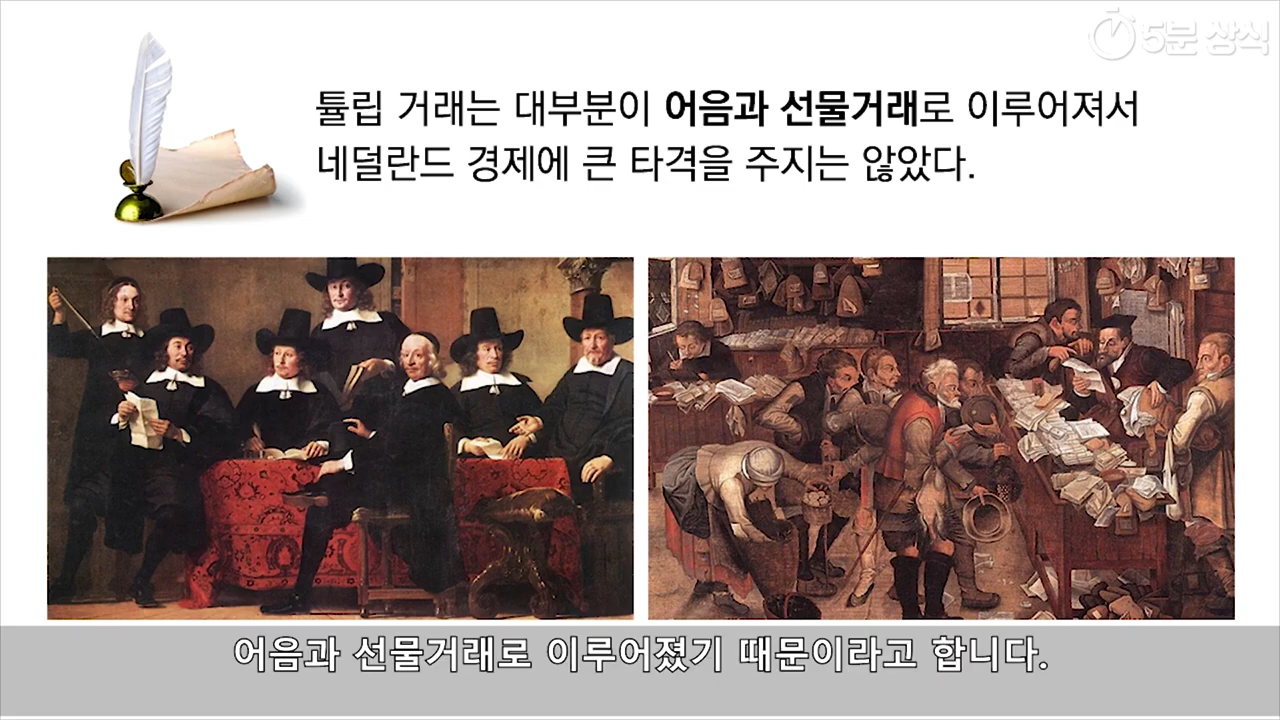 5분 상식
튤립 거래는 대부분이 어음과 선물거래로 이루어져서
네덜란드 경제에 큰 타격을 주지는 않았다.
어음과 선물거래로 이루어졌기 때문이라고 합니다.